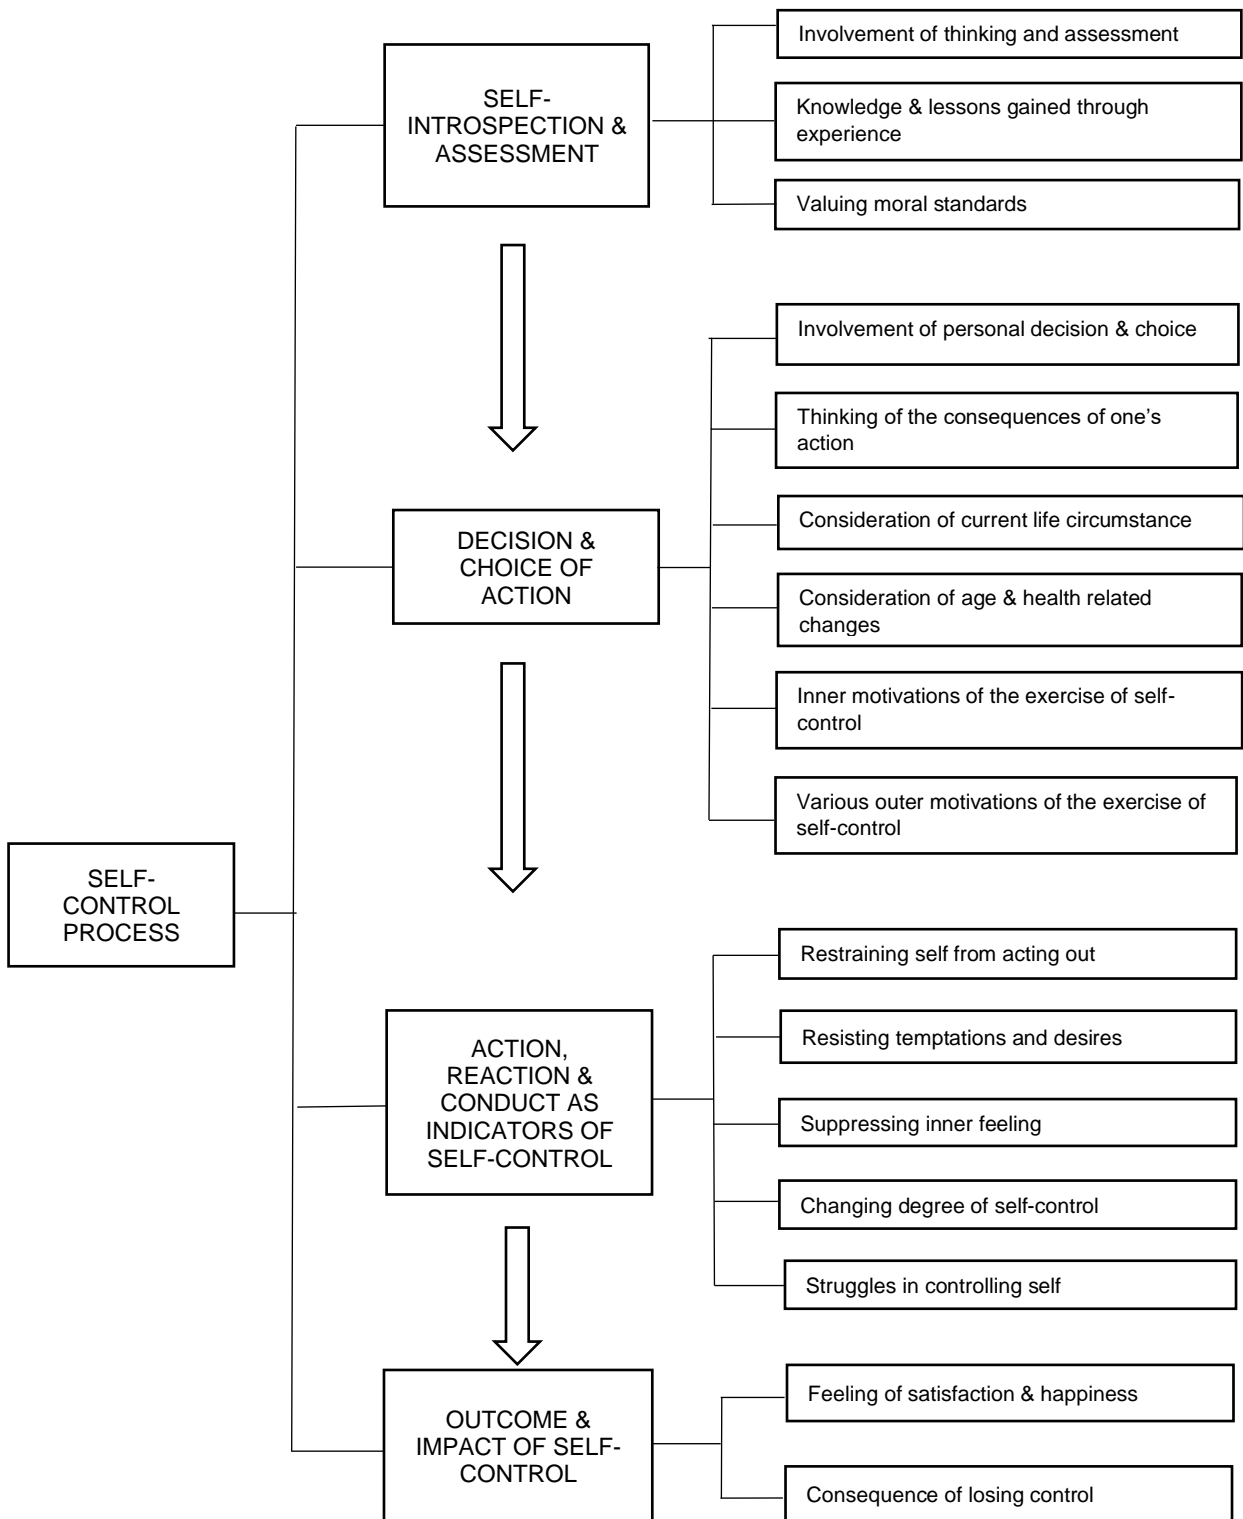 Involvement of thinking and assessment
SELF-
INTROSPECTION &
ASSESSMENT
Knowledge & lessons gained through
experience
Valuing moral standards
Involvement of personal decision & choice
Thinking of the consequences of one’s
action
DECISION &
CHOICE OF
ACTION
Consideration of current life circumstance
Consideration of age & health related
changes
Inner motivations of the exercise of self-
control
Various outer motivations of the exercise of
self-control
SELF-
CONTROL
PROCESS
Restraining self from acting out
ACTION,
REACTION &
CONDUCT AS
INDICATORS OF
SELF-CONTROL
Resisting temptations and desires
Suppressing inner feeling
Changing degree of self-control
Struggles in controlling self
OUTCOME &
IMPACT OF SELF-
CONTROL
Feeling of satisfaction & happiness
Consequence of losing control